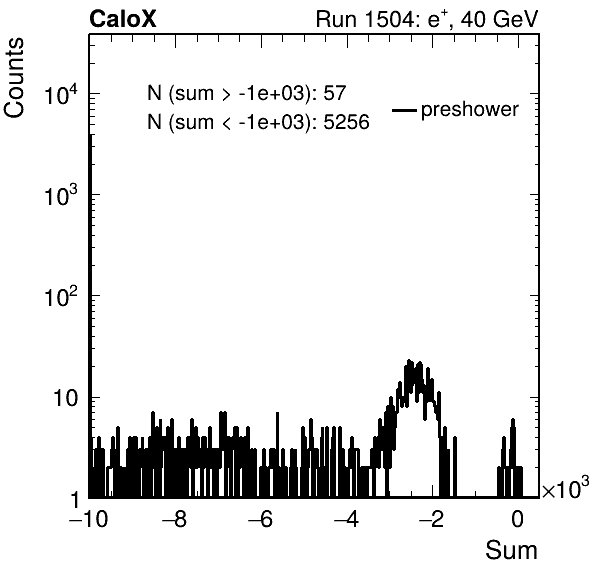 CaloX
Run 1504: e⁺, 40 GeV
Counts
N (sum > -1e+03): 57
N (sum < -1e+03): 5256
preshower
10⁴
10³
10²
10
1
−10 −8 −6 −4 −2 0
×10³
Sum